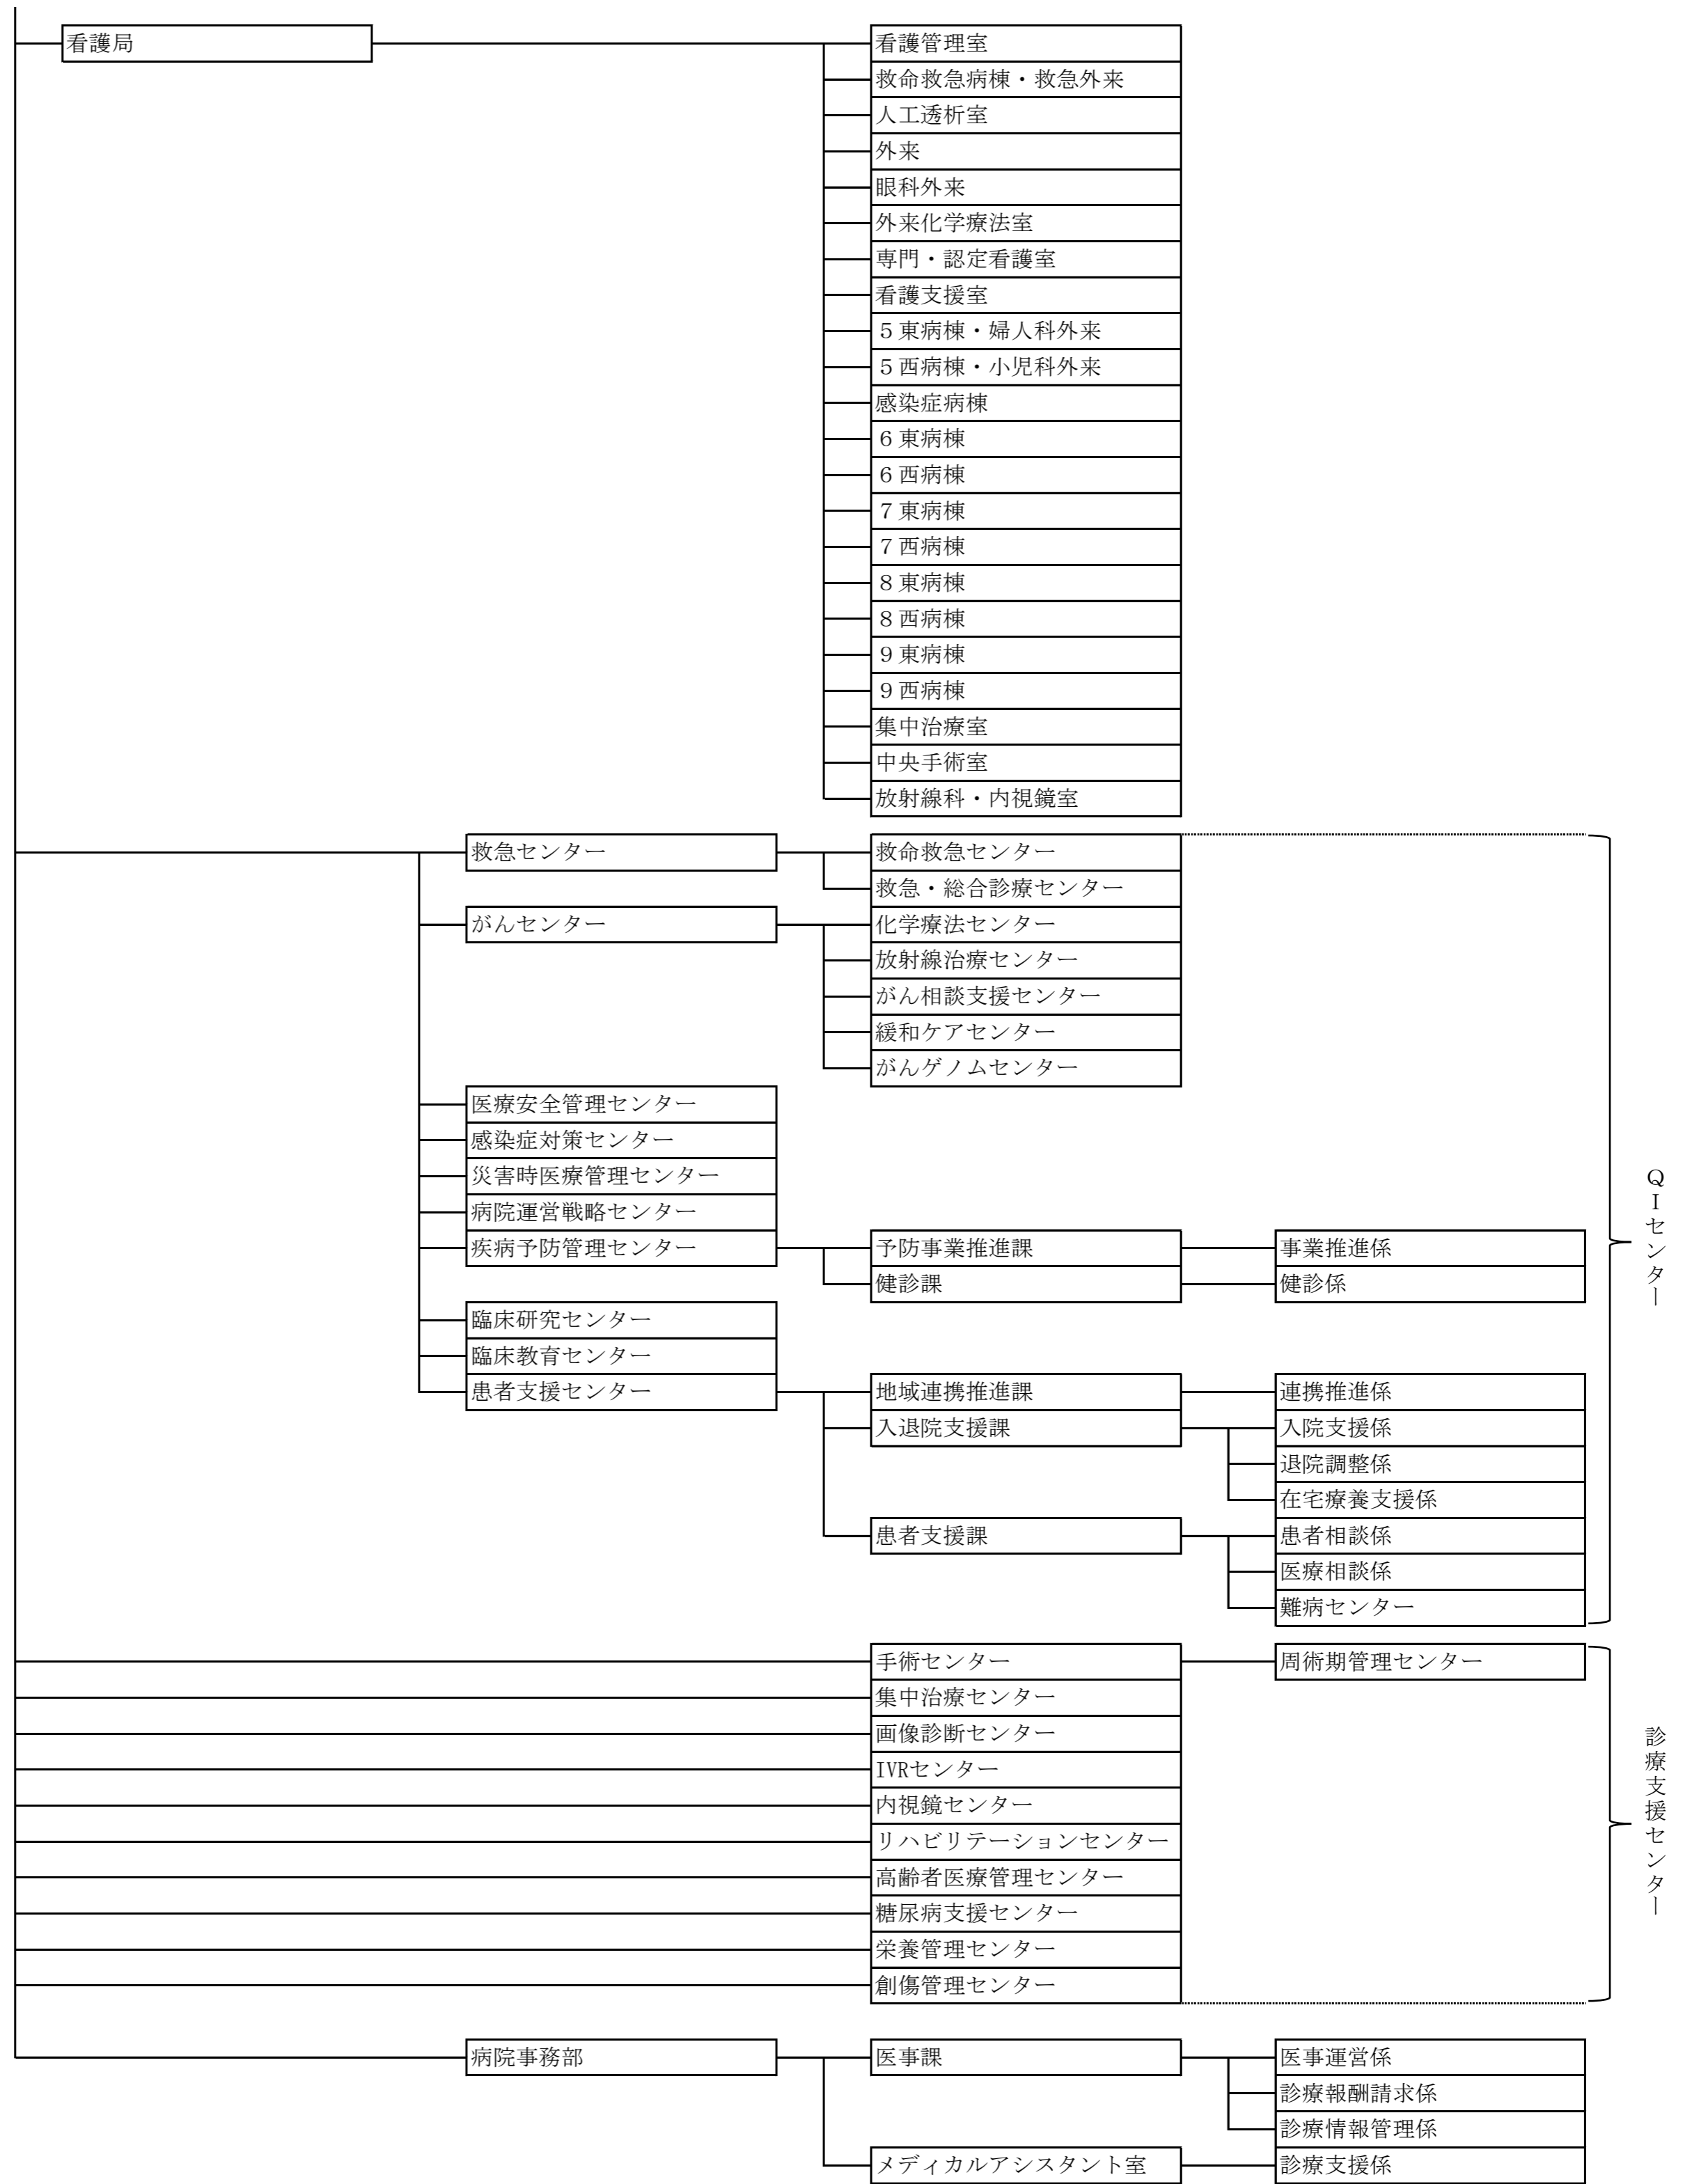 看護局
看護管理室
救命救急病棟・救急外来
人工透析室
外来
眼科外来
外来化学療法室
専門・認定看護室
看護支援室
５東病棟・婦人科外来
５西病棟・小児科外来
感染症病棟
６東病棟
６西病棟
７東病棟
７西病棟
８東病棟
８西病棟
９東病棟
９西病棟
集中治療室
中央手術室
放射線科・内視鏡室
救急センター
救命救急センター
救急・総合診療センター
がんセンター
化学療法センター
放射線治療センター
がん相談支援センター
緩和ケアセンター
がんゲノムセンター
医療安全管理センター
感染症対策センター
災害時医療管理センター
病院運営戦略センター
疾病予防管理センター
予防事業推進課
事業推進係
健診課
健診係
臨床研究センター
臨床教育センター
患者支援センター
地域連携推進課
連携推進係
入退院支援課
入院支援係
退院調整係
在宅療養支援係
患者支援課
患者相談係
医療相談係
難病センター
ＱＩセンター
手術センター
周術期管理センター
集中治療センター
画像診断センター
IVRセンター
内視鏡センター
リハビリテーションセンター
高齢者医療管理センター
糖尿病支援センター
栄養管理センター
創傷管理センター
診療支援センター
病院事務部
医事課
医事運営係
診療報酬請求係
診療情報管理係
メディカルアシスタント室
診療支援係